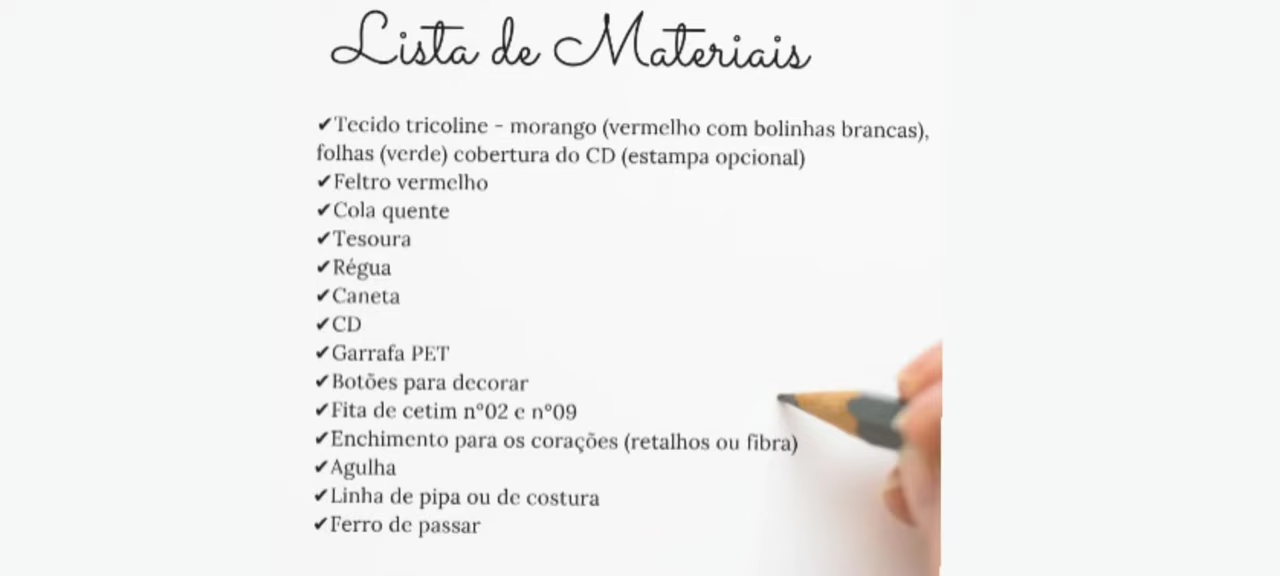 Lista de Materiais
✔Tecido tricoline - morango (vermelho com bolinhas brancas),
folhas (verde) cobertura do CD (estampa opcional)
✔Feltro vermelho
✔Cola quente
✔Tesoura
✔Régua
✔Caneta
✔CD
✔Garrafa PET
✔Botões para decorar
✔Fita de cetim nº02 e nº09
✔Enchimento para os corações (retalhos ou fibra)
✔Agulha
✔Linha de pipa ou de costura
✔Ferro de passar